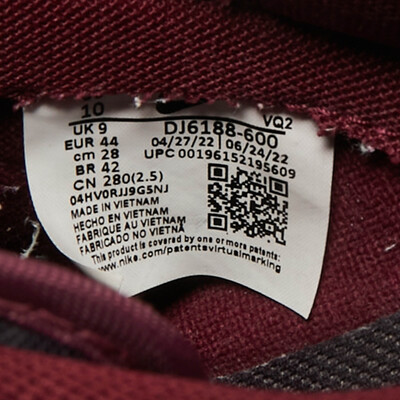 10
VQ2
UK 9
DJ6188-600
EUR 44
04/27/22 | 06/24/22
cm 28
UPC 00196152195609
BR 42
CN 280(2.5)
04HV0RJJ9G5NJ
MADE IN VIETNAM
HECHO EN VIETNAM
FABRIQUE AU VIETNAM
FABRICADO NO VIETNÃ
This product is covered by one or more patents:
www.nike.com/patentsvirtualmarking